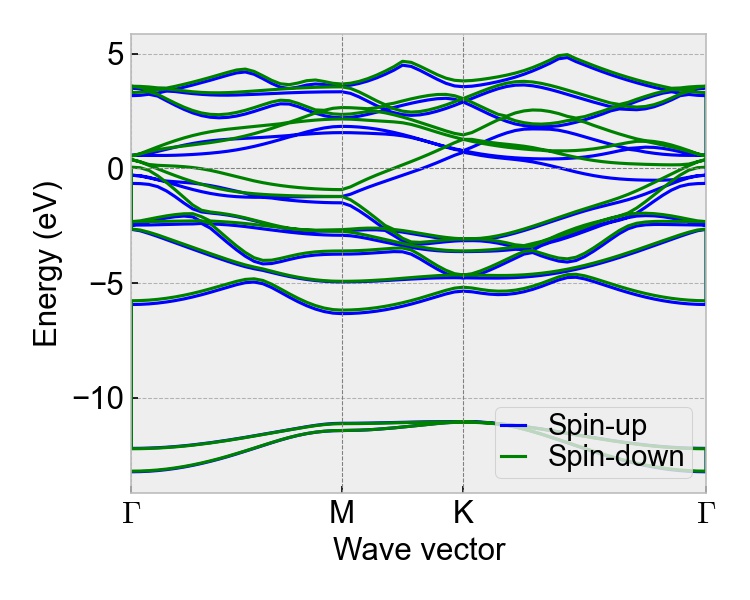 Energy (eV)
5
0
−5
−10
Spin-up
Spin-down
Γ M K Γ
Wave vector